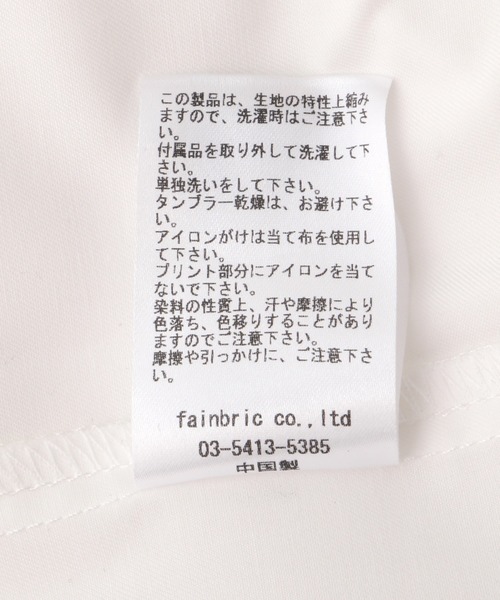 この製品は、生地の特性上縮み
ますので、洗濯時はご注意下さ
い。
付属品を取り外して洗濯して下
さい。
単独洗いをして下さい。
タンブラー乾燥は、お避け下さ
い。
アイロンがけは当て布を使用し
て下さい。
プリント部分にアイロンを当て
ないで下さい。
染料の性質上、汗や摩擦により
色落ち、色移りすることがあり
ますのでご注意下さい。
摩擦や引っかけに、ご注意下さ
い。
fainbric co.,ltd
03-5413-5385
中国製